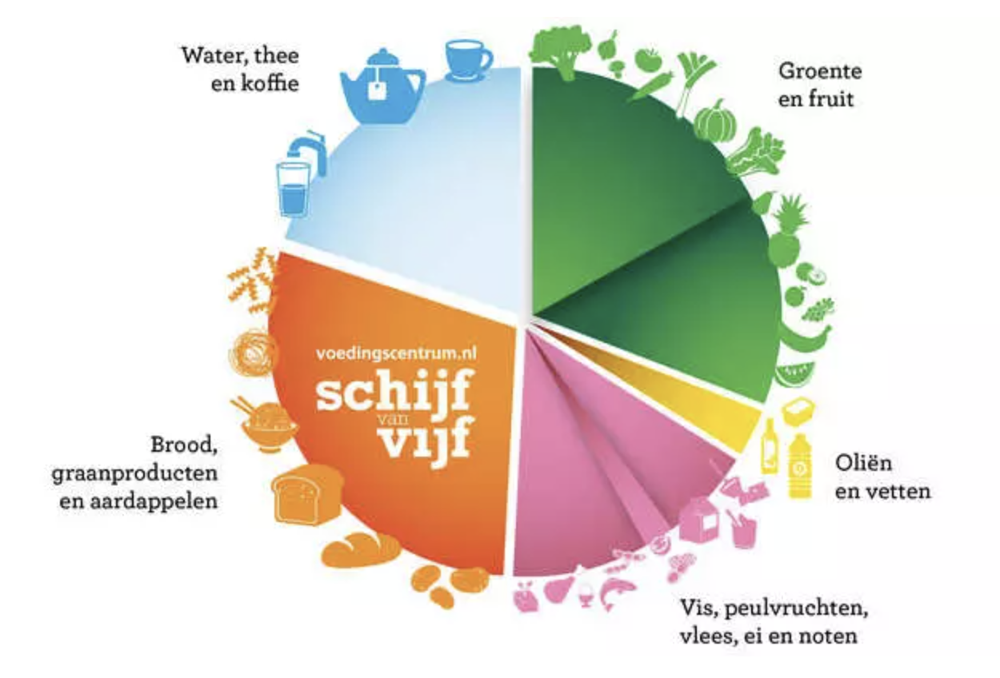 Water, thee
en koffie
Groente
en fruit
voedingscentrum.nl
schijf
van
vijf
Brood,
graanproducten
en aardappelen
Oliën
en vetten
Vis, peulvruchten,
vlees, ei en noten